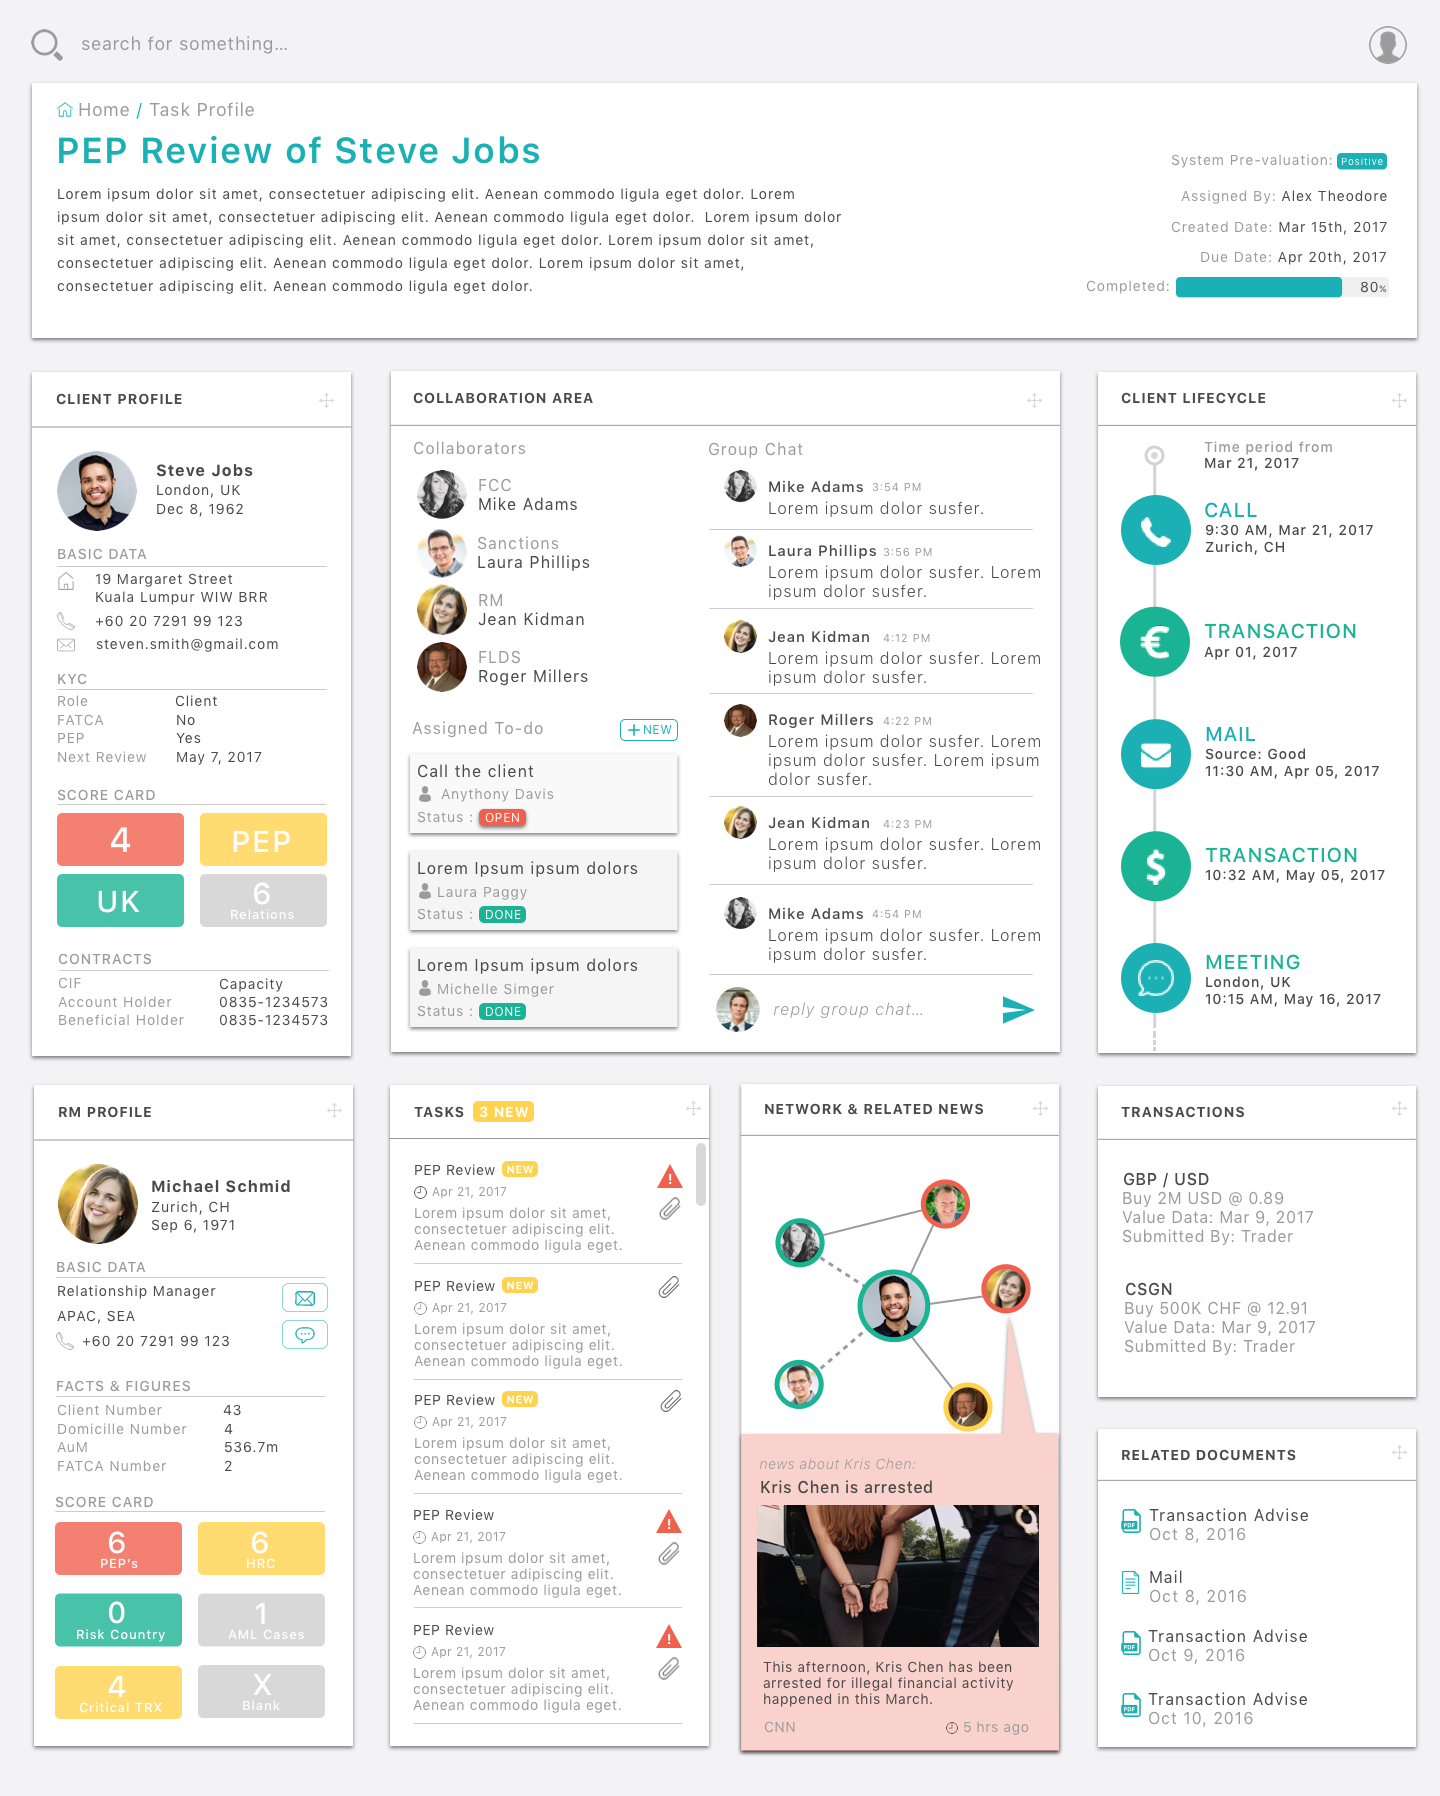 search for something...
Home / Task Profile
PEP Review of Steve Jobs
Lorem ipsum dolor sit amet, consectetuer adipiscing elit. Aenean commodo ligula eget dolor. Lorem
ipsum dolor sit amet, consectetuer adipiscing elit. Aenean commodo ligula eget dolor. Lorem ipsum dolor
sit amet, consectetuer adipiscing elit. Aenean commodo ligula eget dolor. Lorem ipsum dolor sit amet,
consectetuer adipiscing elit. Aenean commodo ligula eget dolor. Lorem ipsum dolor sit amet,
consectetuer adipiscing elit. Aenean commodo ligula eget dolor.
System Pre-valuation: Positive
Assigned By: Alex Theodore
Created Date: Mar 15th, 2017
Due Date: Apr 20th, 2017
Completed: 80%
CLIENT PROFILE
Steve Jobs
London, UK
Dec 8, 1962
BASIC DATA
19 Margaret Street
Kuala Lumpur WIW BRR
+60 20 7291 99 123
steven.smith@gmail.com
KYC
Role Client
FATCA No
PEP Yes
Next Review May 7, 2017
SCORE CARD
4 PEP
UK 6
Relations
CONTRACTS
CIF Capacity
Account Holder 0835-1234573
Beneficial Holder 0835-1234573
COLLABORATION AREA
Collaborators
FCC
Mike Adams
Sanctions
Laura Phillips
RM
Jean Kidman
FLDS
Roger Millers
Assigned To-do NEW
Call the client
Anythony Davis
Status : OPEN
Lorem Ipsum ipsum dolors
Laura Paggy
Status : DONE
Lorem Ipsum ipsum dolors
Michelle Simger
Status : DONE
Group Chat
Mike Adams 3:54 PM
Lorem ipsum dolor susfer.
Laura Phillips 3:56 PM
Lorem ipsum dolor susfer. Lorem
ipsum dolor susfer.
Jean Kidman 4:12 PM
Lorem ipsum dolor susfer. Lorem
ipsum dolor susfer.
Roger Millers 4:22 PM
Lorem ipsum dolor susfer. Lorem
ipsum dolor susfer. Lorem ipsum
dolor susfer.
Jean Kidman 4:23 PM
Lorem ipsum dolor susfer. Lorem
ipsum dolor susfer.
Mike Adams 4:54 PM
Lorem ipsum dolor susfer. Lorem
ipsum dolor susfer.
reply group chat...
CLIENT LIFECYCLE
Time period from
Mar 21, 2017
CALL
9:30 AM, Mar 21, 2017
Zurich, CH
€
TRANSACTION
Apr 01, 2017
MAIL
Source: Good
11:30 AM, Apr 05, 2017
$
TRANSACTION
10:32 AM, May 05, 2017
MEETING
London, UK
10:15 AM, May 16, 2017
RM PROFILE
Michael Schmid
Zurich, CH
Sep 6, 1971
BASIC DATA
Relationship Manager
APAC, SEA
+60 20 7291 99 123
FACTS & FIGURES
Client Number 43
Domicille Number 4
AuM 536.7m
FATCA Number 2
SCORE CARD
6 6
PEP's HRC
0 1
Risk Country AML Cases
4 X
Critical TRX Blank
TASKS 3 NEW
PEP Review NEW
Apr 21, 2017
Lorem ipsum dolor sit amet,
consectetuer adipiscing elit.
Aenean commodo ligula eget.
PEP Review NEW
Apr 21, 2017
Lorem ipsum dolor sit amet,
consectetuer adipiscing elit.
Aenean commodo ligula eget.
PEP Review NEW
Apr 21, 2017
Lorem ipsum dolor sit amet,
consectetuer adipiscing elit.
Aenean commodo ligula eget.
PEP Review
Apr 21, 2017
Lorem ipsum dolor sit amet,
consectetuer adipiscing elit.
Aenean commodo ligula eget.
PEP Review
Apr 21, 2017
Lorem ipsum dolor sit amet,
consectetuer adipiscing elit.
Aenean commodo ligula eget.
NETWORK & RELATED NEWS
news about Kris Chen:
Kris Chen is arrested
This afternoon, Kris Chen has been
arrested for illegal financial activity
happened in this March.
CNN 5 hrs ago
TRANSACTIONS
GBP / USD
Buy 2M USD @ 0.89
Value Data: Mar 9, 2017
Submitted By: Trader
CSGN
Buy 500K CHF @ 12.91
Value Data: Mar 9, 2017
Submitted By: Trader
RELATED DOCUMENTS
PDF Transaction Advise
Oct 8, 2016
Mail
Oct 8, 2016
PDF Transaction Advise
Oct 9, 2016
PDF Transaction Advise
Oct 10, 2016